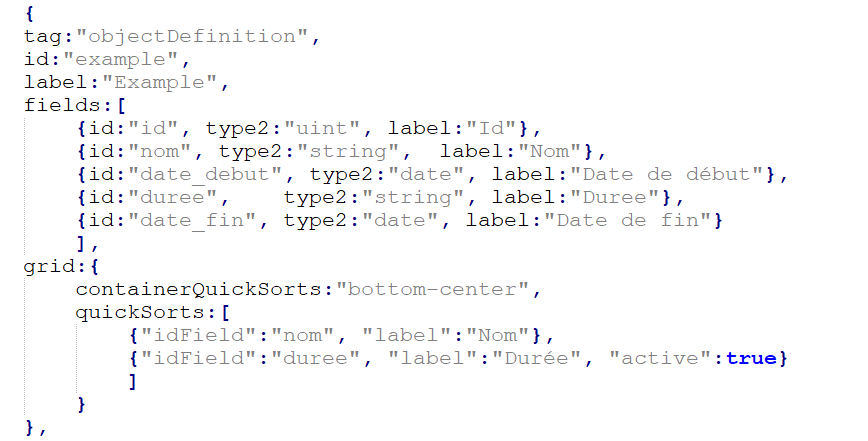 {
tag:"objectDefinition",
id:"example",
label:"Example",
fields:[
{id:"id", type2:"uint", label:"Id"},
{id:"nom", type2:"string", label:"Nom"},
{id:"date_debut", type2:"date", label:"Date de début"},
{id:"duree", type2:"string", label:"Duree"},
{id:"date_fin", type2:"date", label:"Date de fin"}
],
grid:{
containerQuickSorts:"bottom-center",
quickSorts:[
{"idField":"nom", "label":"Nom"},
{"idField":"duree", "label":"Durée", "active":true}
]
}
},